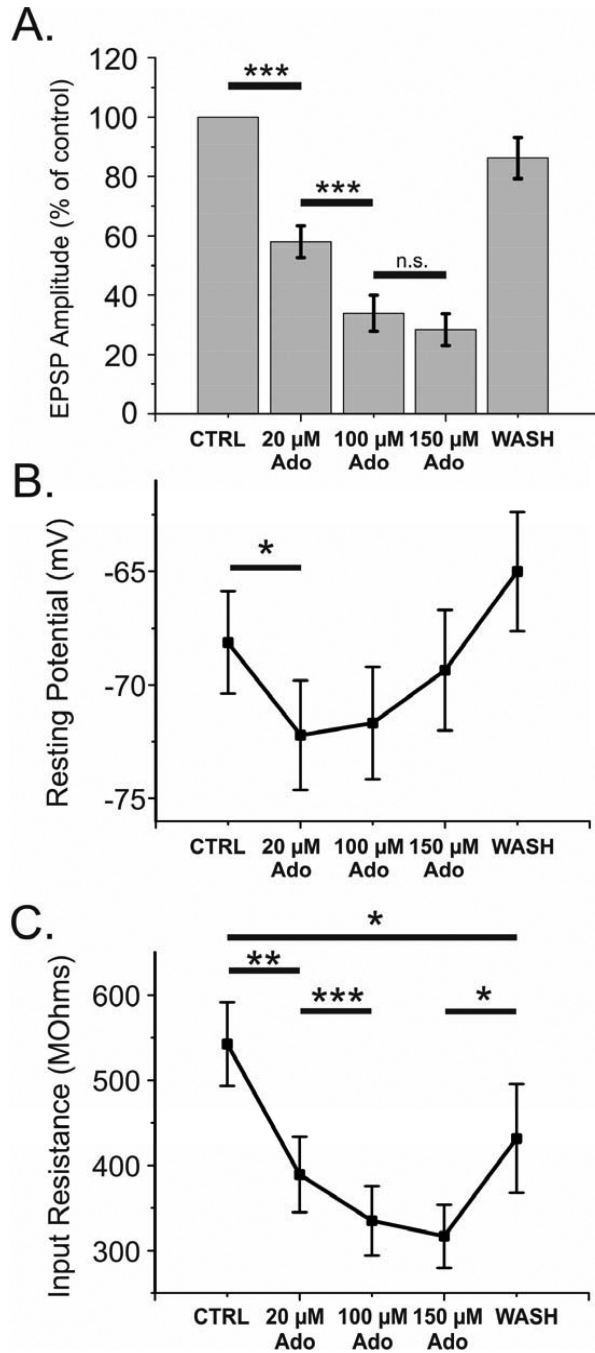 A.
EPSP Amplitude (% of control)
120
100
80
60
40
20
0
***
***
n.s.
CTRL
20 µM
Ado
100 µM
Ado
150 µM
Ado
WASH
B.
Resting Potential (mV)
-65
-70
-75
*
CTRL
20 µM
Ado
100 µM
Ado
150 µM
Ado
WASH
C.
Input Resistance (MOhms)
600
500
400
300
*
**
***
*
CTRL
20 µM
Ado
100 µM
Ado
150 µM
Ado
WASH